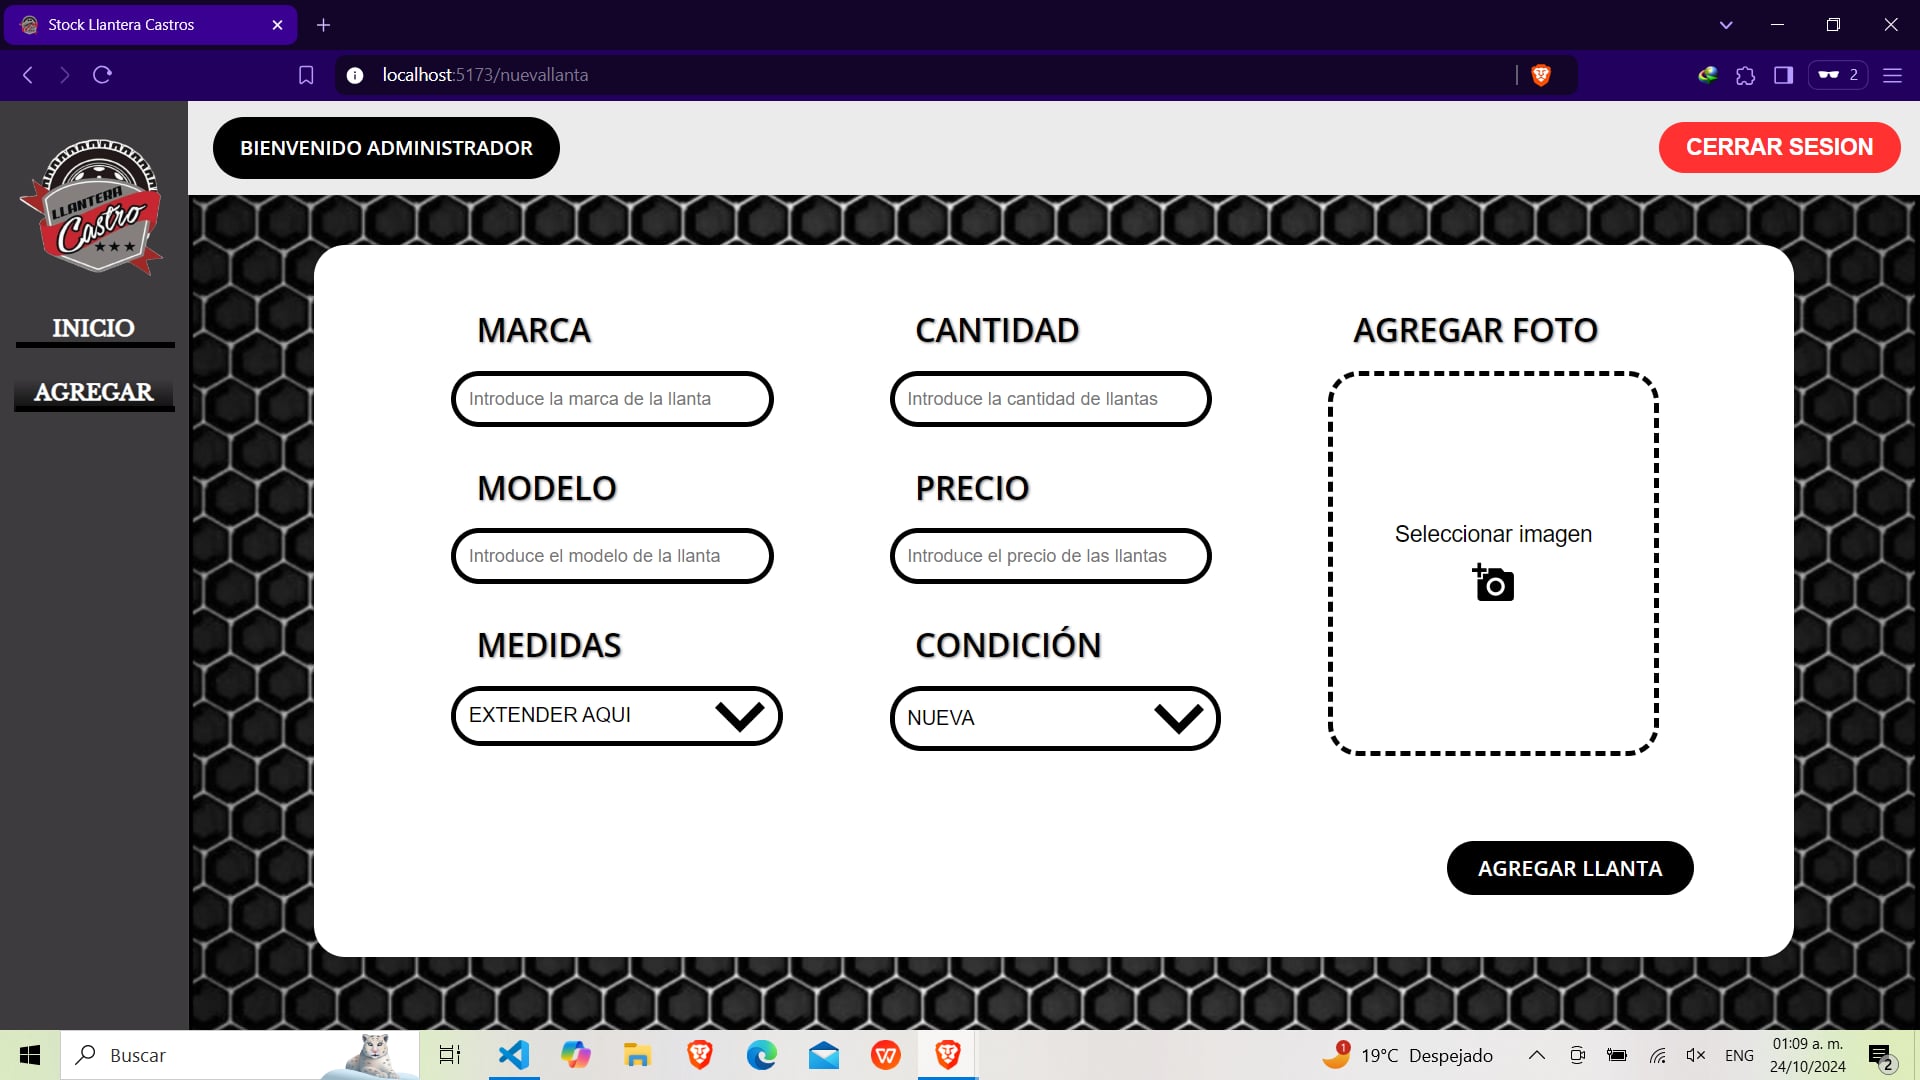 Stock Llantera Castros
localhost:5173/nuevallanta
2
LLANTERA
Castro
BIENVENIDO ADMINISTRADOR
CERRAR SESION
INICIO
AGREGAR
MARCA
CANTIDAD
AGREGAR FOTO
Introduce la marca de la llanta
Introduce la cantidad de llantas
MODELO
PRECIO
Introduce el modelo de la llanta
Introduce el precio de las llantas
Seleccionar imagen
MEDIDAS
CONDICIÓN
EXTENDER AQUI
NUEVA
AGREGAR LLANTA
Buscar
1
19°C Despejado
ENG
01:09 a. m.
24/10/2024
2